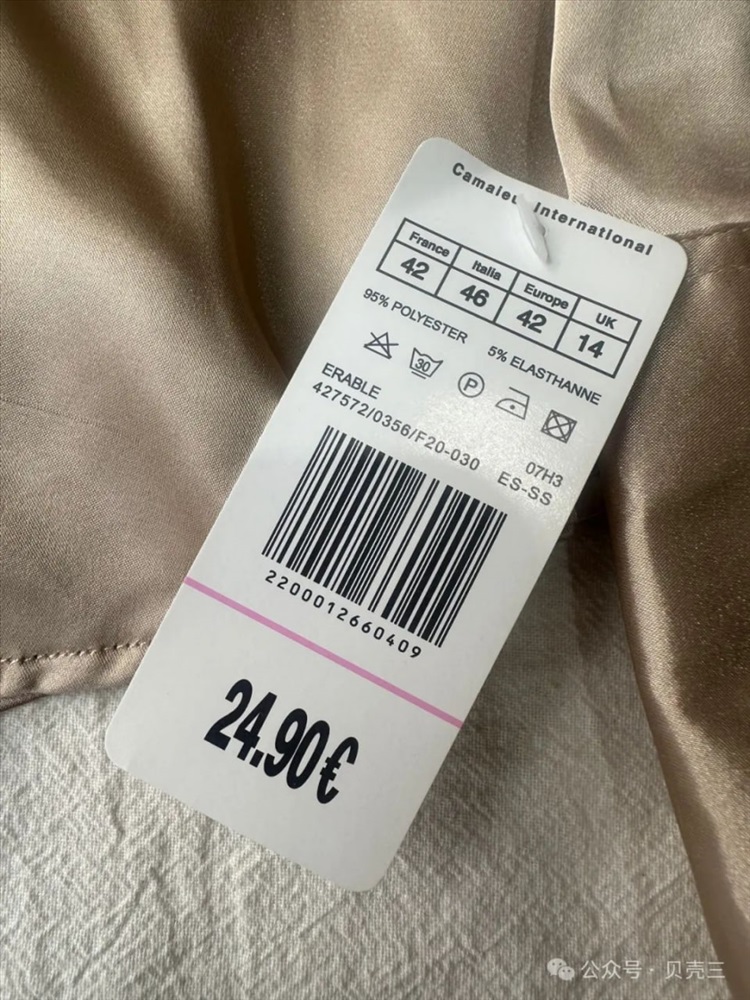 Camaieu International
France Italia Europe UK
42 46 42 14
95% POLYESTER 5% ELASTHANNE
30 P
ERABLE
427572/0356/F20-030 07H3
ES-SS
2200012660409
24.90€
公众号·贝壳三